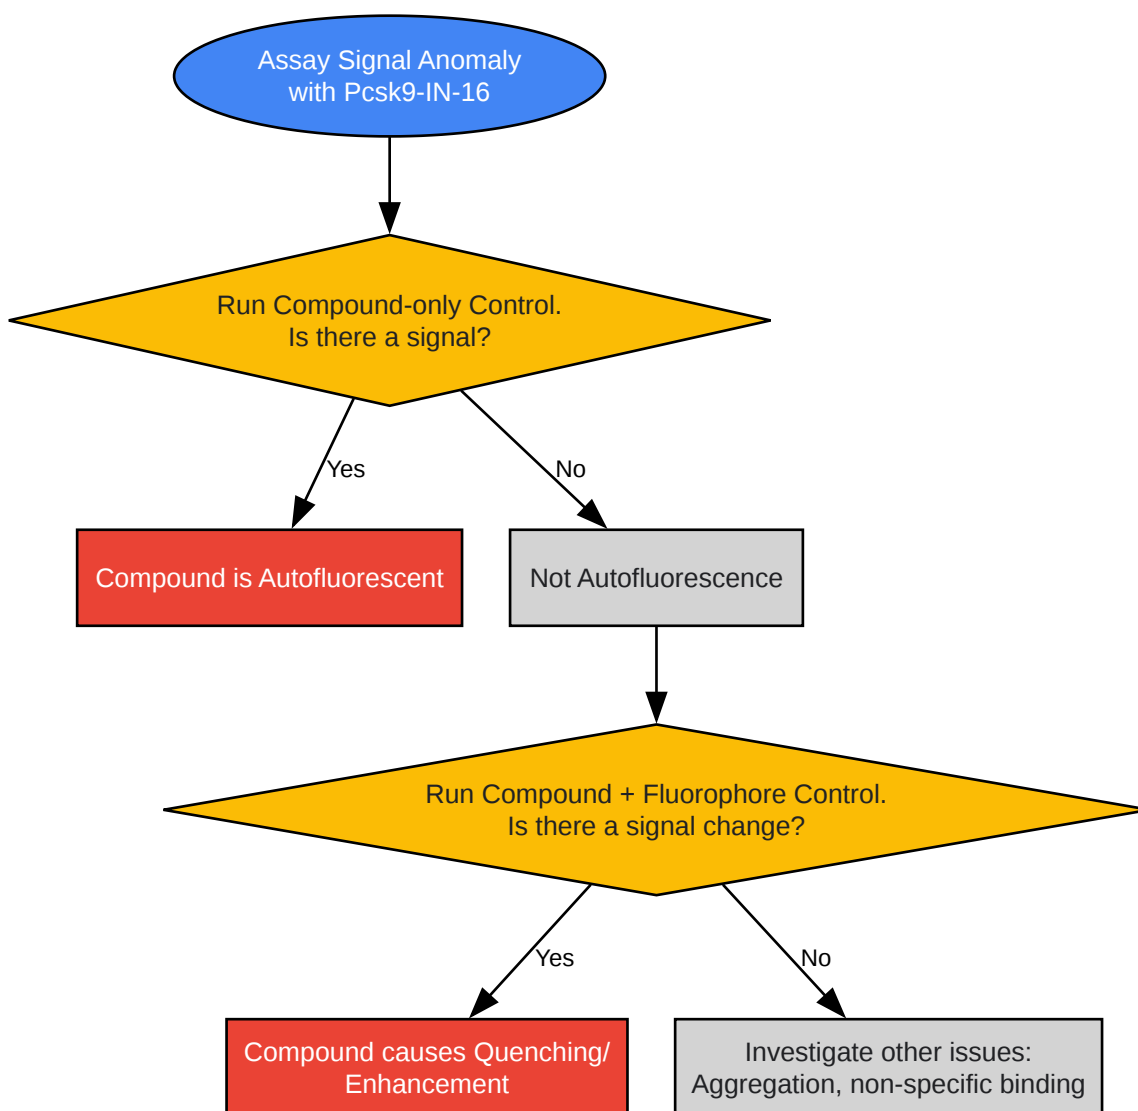 Assay Signal Anomaly
with Pcsk9-IN-16
Run Compound-only Control.
Is there a signal?
Yes
No
Compound is Autofluorescent
Not Autofluorescence
Run Compound + Fluorophore Control.
Is there a signal change?
Yes
No
Compound causes Quenching/
Enhancement
Investigate other issues:
Aggregation, non-specific binding